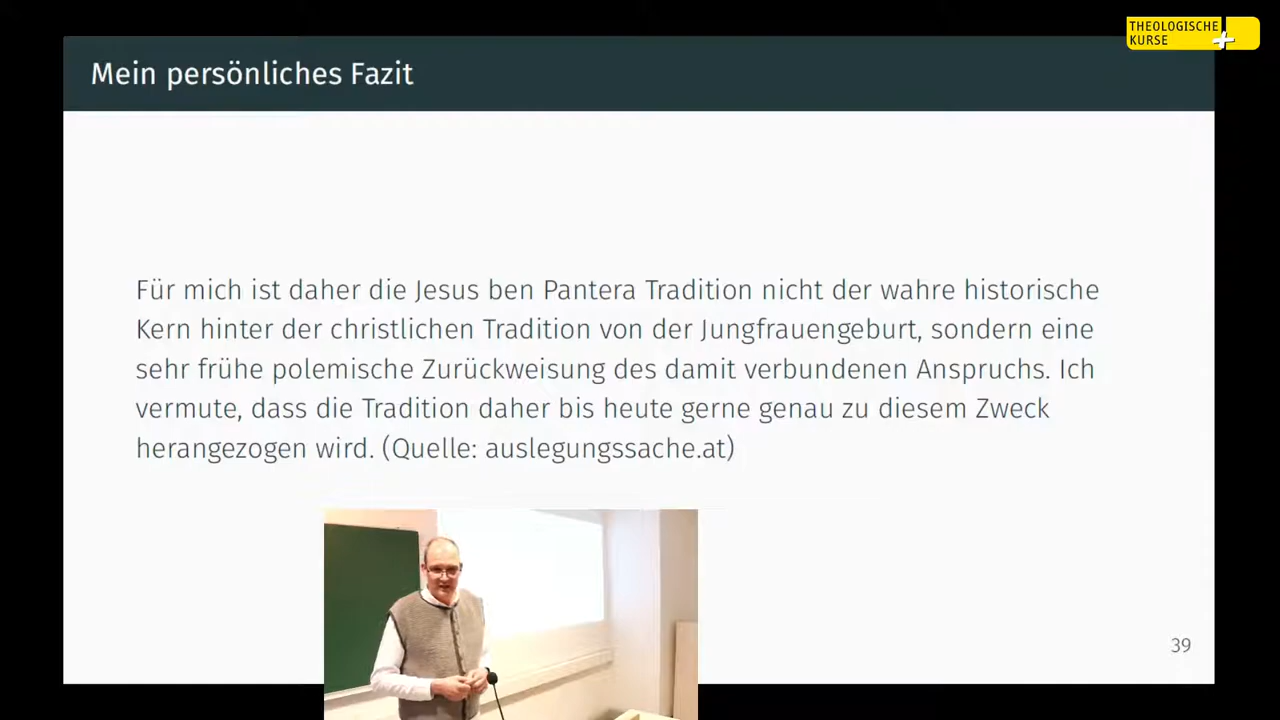 THEOLOGISCHE
KURSE
Mein persönliches Fazit
Für mich ist daher die Jesus ben Pantera Tradition nicht der wahre historische
Kern hinter der christlichen Tradition von der Jungfrauengeburt, sondern eine
sehr frühe polemische Zurückweisung des damit verbundenen Anspruchs. Ich
vermute, dass die Tradition daher bis heute gerne genau zu diesem Zweck
herangezogen wird. (Quelle: auslegungssache.at)
39